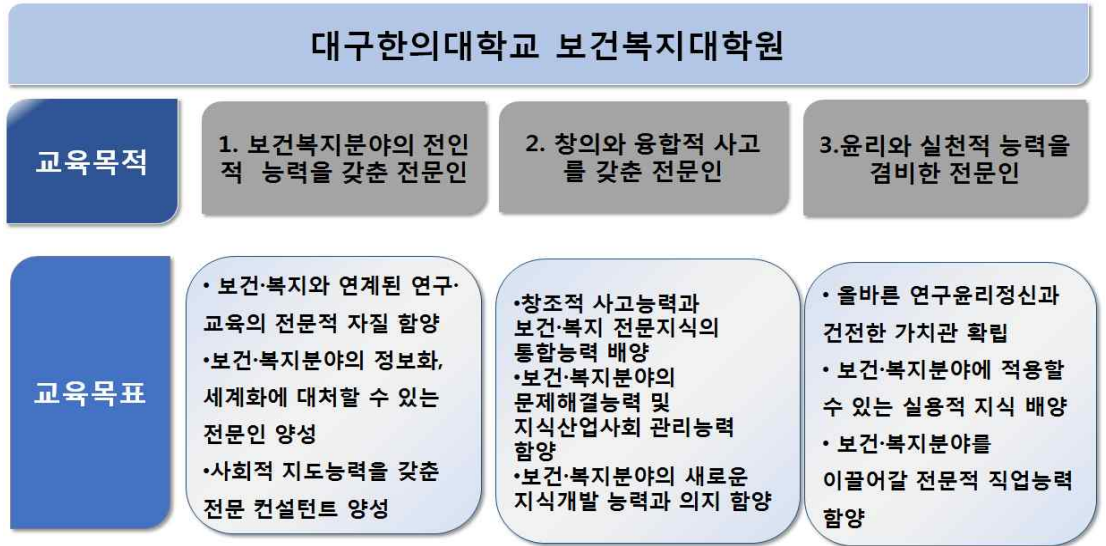 대구한의대학교 보건복지대학원
교육목적
1. 보건복지분야의 전인
적 능력을 갖춘 전문인
2. 창의와 융합적 사고
를 갖춘 전문인
3.윤리와 실천적 능력을
겸비한 전문인
교육목표
• 보건·복지와 연계된 연구·
교육의 전문적 자질 함양
•보건·복지분야의 정보화,
세계화에 대처할 수 있는
전문인 양성
•사회적 지도능력을 갖춘
전문 컨설턴트 양성
•창조적 사고능력과
보건·복지 전문지식의
통합능력 배양
•보건·복지분야의
문제해결능력 및
지식산업사회 관리능력
함양
•보건·복지분야의 새로운
지식개발 능력과 의지 함양
• 올바른 연구윤리정신과
건전한 가치관 확립
• 보건·복지분야에 적용할
수 있는 실용적 지식 배양
• 보건·복지분야를
이끌어갈 전문적 직업능력
함양